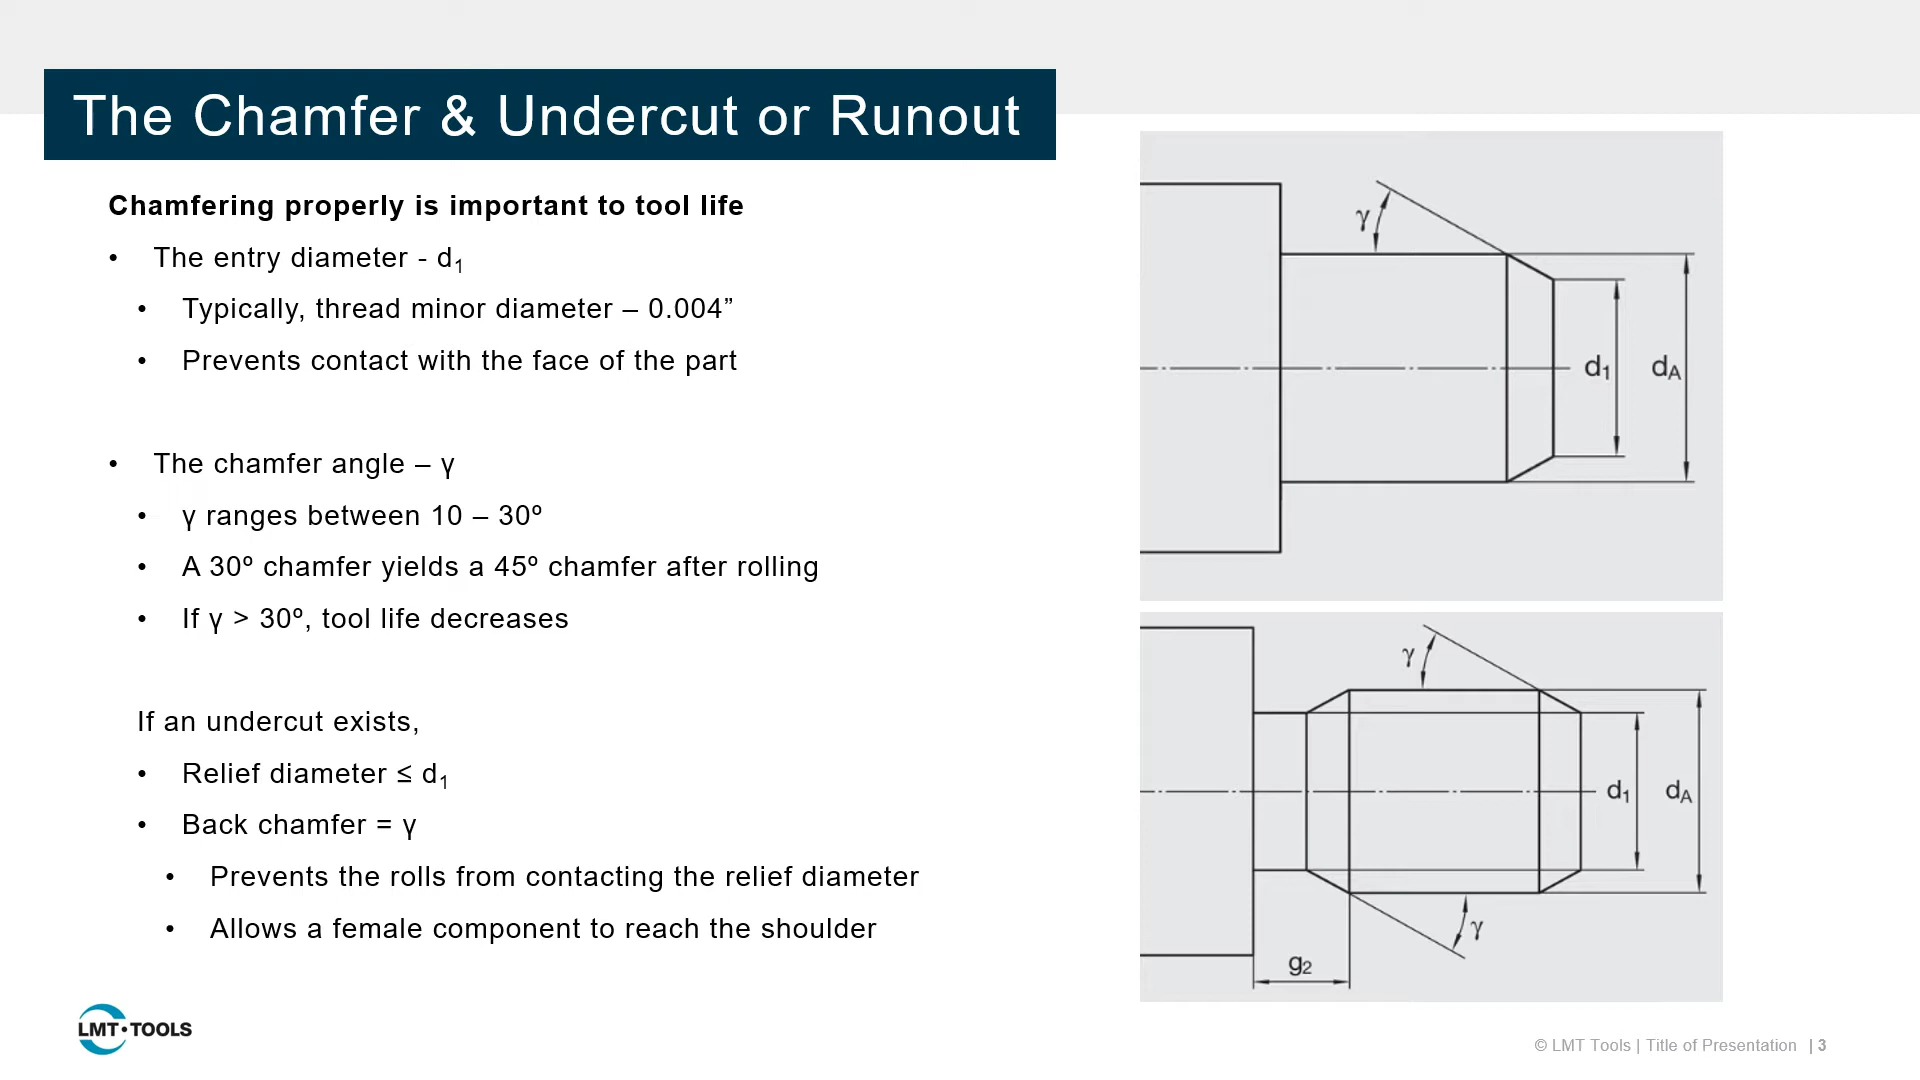 The Chamfer & Undercut or Runout
Chamfering properly is important to tool life
• The entry diameter - d₁
• Typically, thread minor diameter – 0.004”
• Prevents contact with the face of the part
• The chamfer angle – γ
• γ ranges between 10 – 30º
• A 30º chamfer yields a 45º chamfer after rolling
• If γ > 30º, tool life decreases
If an undercut exists,
• Relief diameter ≤ d₁
• Back chamfer = γ
• Prevents the rolls from contacting the relief diameter
• Allows a female component to reach the shoulder
γ
d₁ dA
γ
d₁ dA
γ
g₂
LMT•TOOLS
© LMT Tools | Title of Presentation | 3